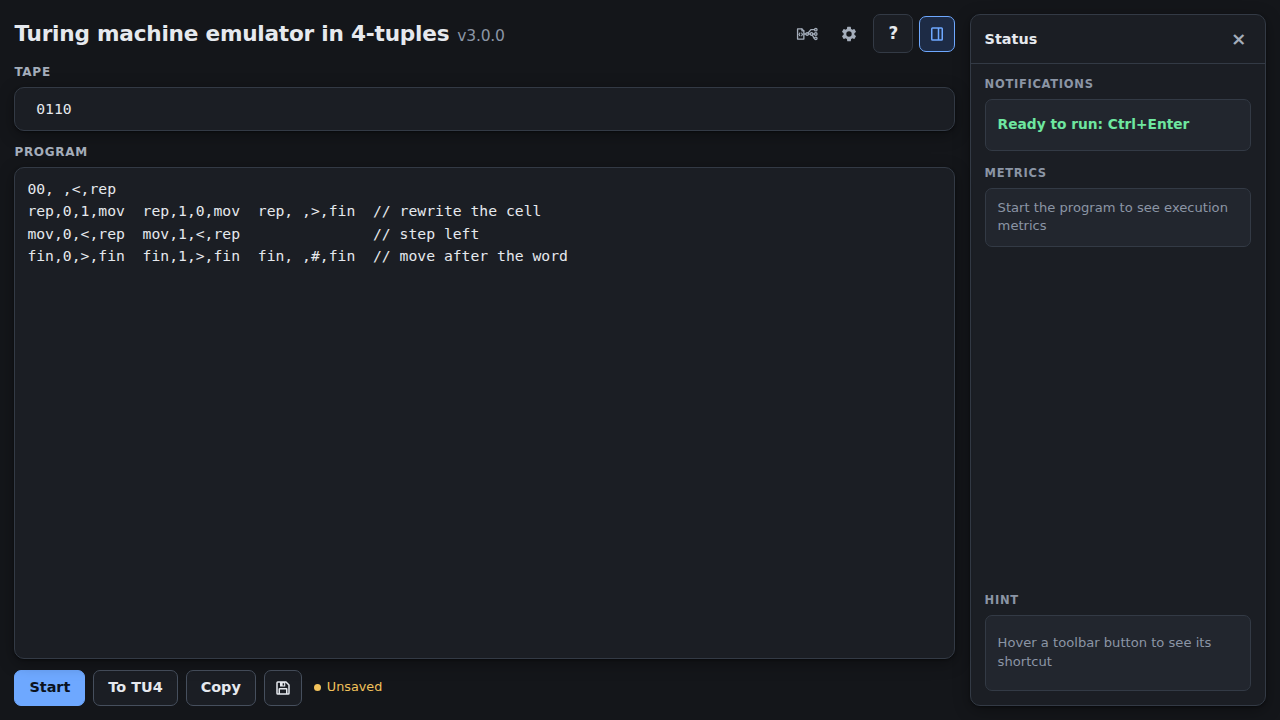 Turing machine emulator in 4-tuples v3.0.0
?
TAPE
0110
PROGRAM
00, ,<,rep
rep,0,1,mov  rep,1,0,mov  rep, ,>,fin  // rewrite the cell
mov,0,<,rep  mov,1,<,rep               // step left
fin,0,>,fin  fin,1,>,fin  fin, ,#,fin  // move after the word
Start
To TU4
Copy
Unsaved
Status
NOTIFICATIONS
Ready to run: Ctrl+Enter
METRICS
Start the program to see execution
metrics
HINT
Hover a toolbar button to see its
shortcut